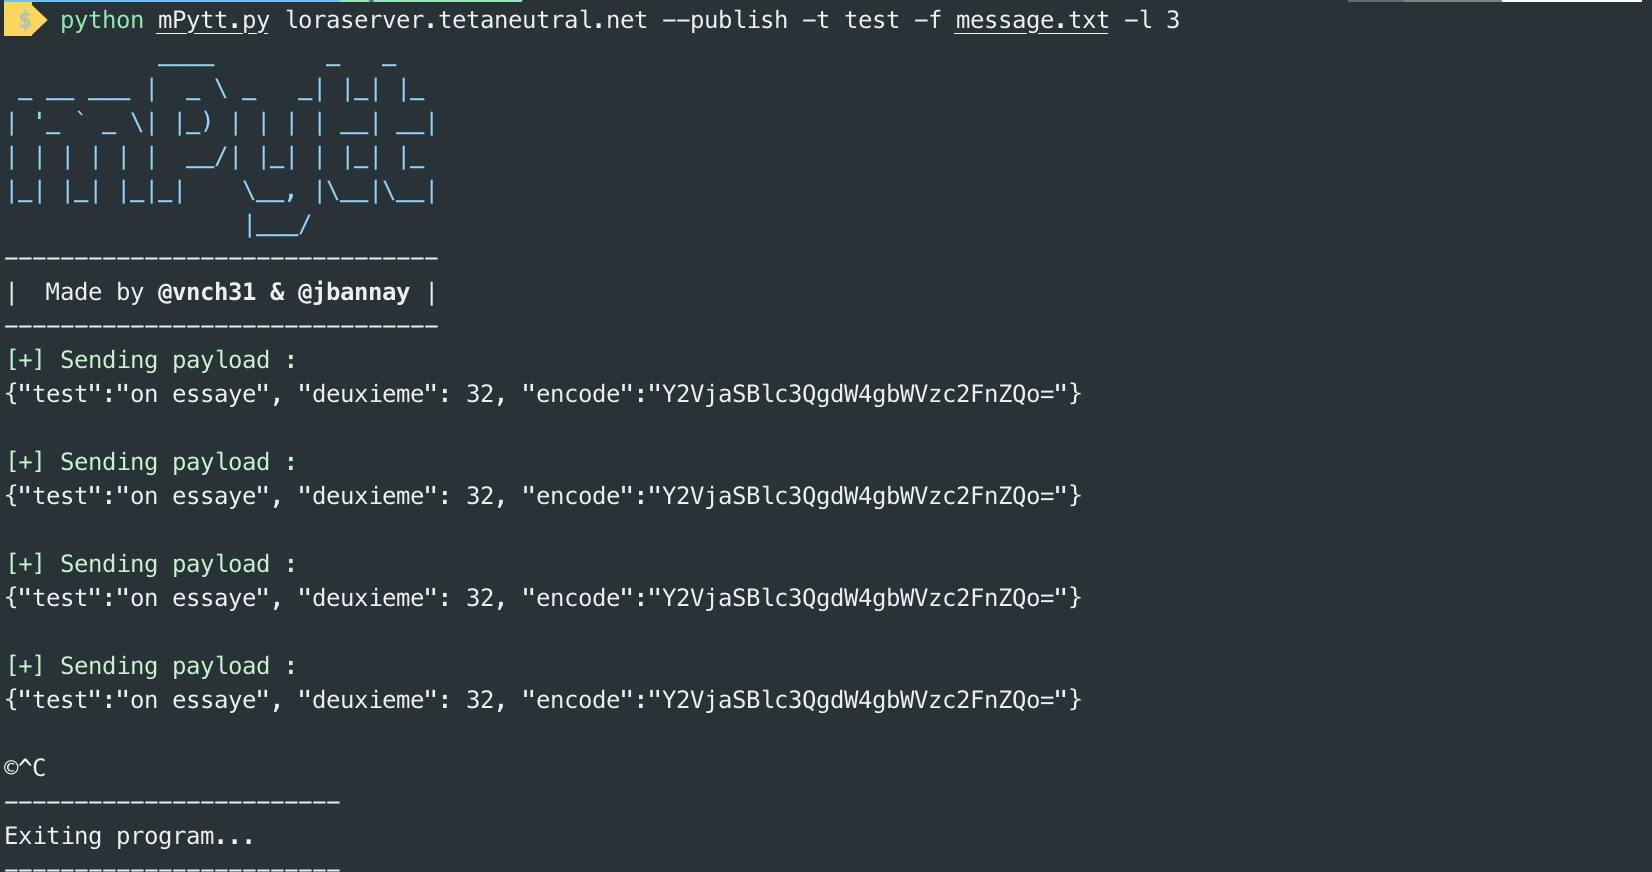 $ python mPytt.py loraserver.tetaneutral.net --publish -t test -f message.txt -l 3
           ____        _   _
 _ __ ___ |  _ \ _   _| |_| |_
| '_ ` _ \| |_) | | | | __| __|
| | | | | |  __/| |_| | |_| |_
|_| |_| |_|_|    \__, |\__|\__|
                 |___/
-------------------------------
|  Made by @vnch31 & @jbannay |
-------------------------------
[+] Sending payload :
{"test":"on essaye", "deuxieme": 32, "encode":"Y2VjaSBlc3QgdW4gbWVzc2FnZQo="}
[+] Sending payload :
{"test":"on essaye", "deuxieme": 32, "encode":"Y2VjaSBlc3QgdW4gbWVzc2FnZQo="}
[+] Sending payload :
{"test":"on essaye", "deuxieme": 32, "encode":"Y2VjaSBlc3QgdW4gbWVzc2FnZQo="}
[+] Sending payload :
{"test":"on essaye", "deuxieme": 32, "encode":"Y2VjaSBlc3QgdW4gbWVzc2FnZQo="}
©^C
------------------------
Exiting program...
------------------------